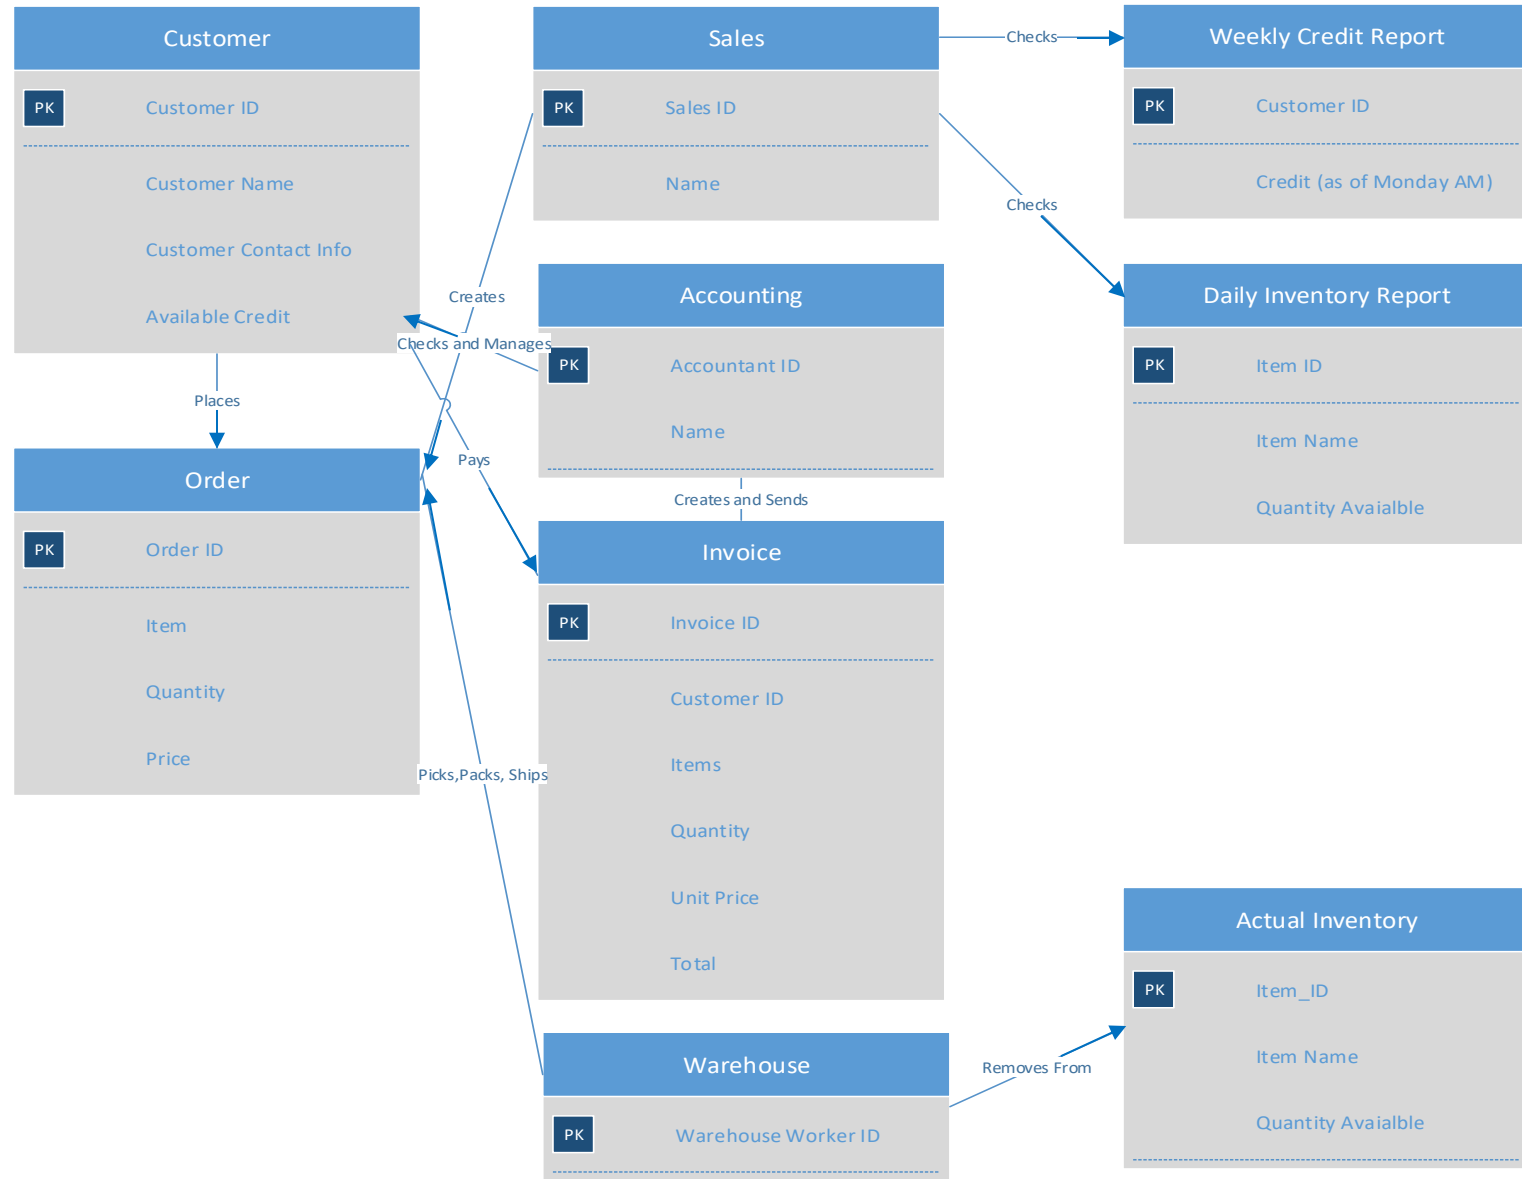 Customer
PK Customer ID
Customer Name
Customer Contact Info
Available Credit
Places
Order
PK Order ID
Item
Quantity
Price
Sales
PK Sales ID
Name
Creates
Checks and Manages
Pays
Accounting
PK Accountant ID
Name
Creates and Sends
Invoice
PK Invoice ID
Customer ID
Items
Quantity
Unit Price
Total
Picks,Packs, Ships
Warehouse
PK Warehouse Worker ID
Checks
Checks
Removes From
Weekly Credit Report
PK Customer ID
Credit (as of Monday AM)
Daily Inventory Report
PK Item ID
Item Name
Quantity Avaialble
Actual Inventory
PK Item_ID
Item Name
Quantity Avaialble